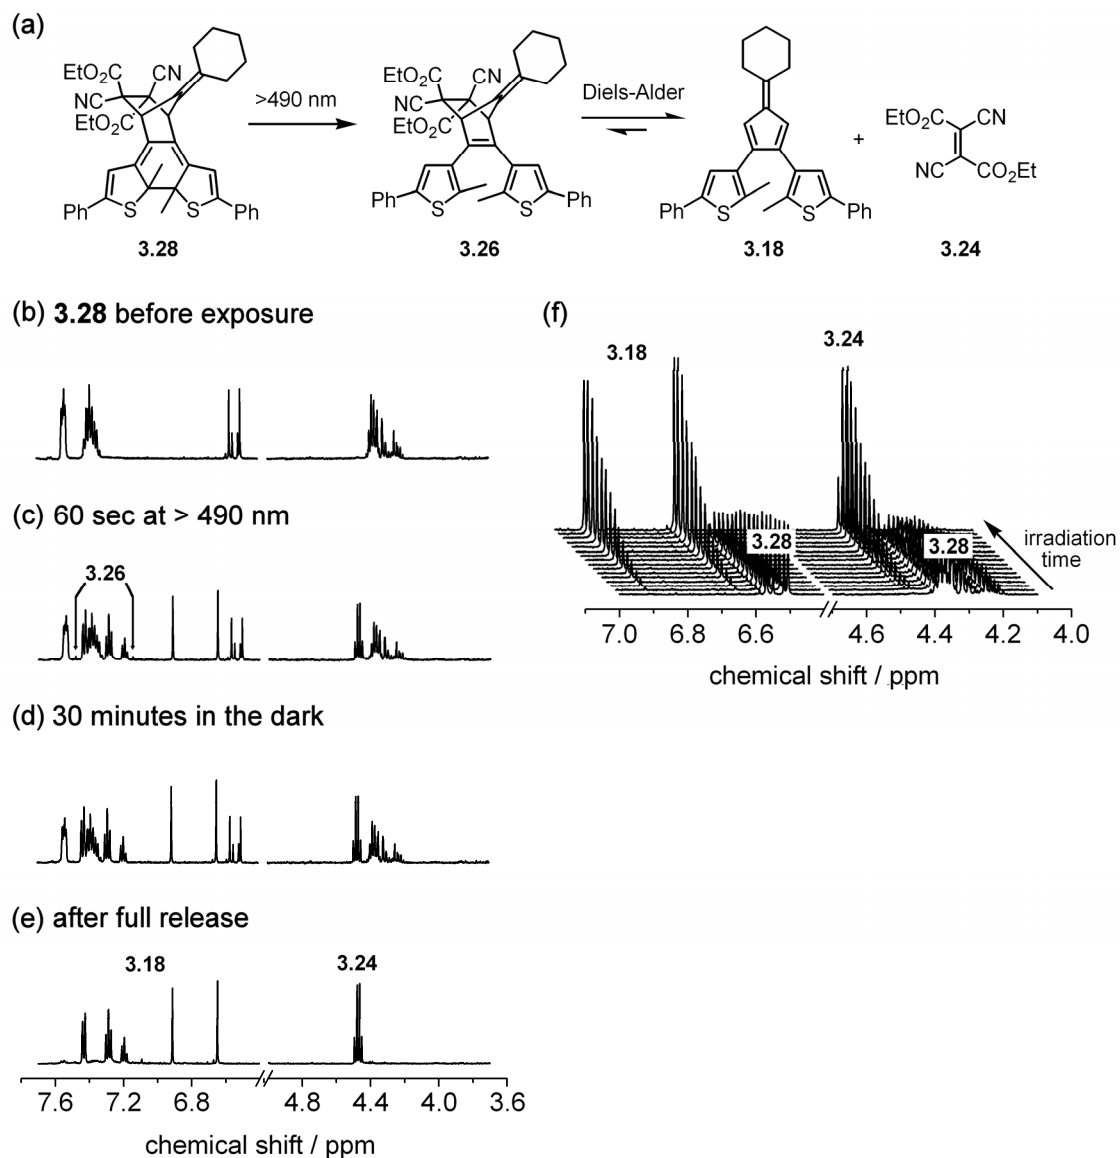 (a)
EtO₂C
CN
CN
EtO₂C
Ph
S
S
Ph
3.28
>490 nm
EtO₂C
CN
NC
EtO₂C
Ph
S
S
Ph
3.26
Diels-Alder
Ph
S
S
Ph
3.18
+
EtO₂C
CN
NC
CO₂Et
3.24
(b) 3.28 before exposure
(c) 60 sec at > 490 nm
3.26
(d) 30 minutes in the dark
(e) after full release
3.18
3.24
7.6 7.2 6.8 4.8 4.4 4.0 3.6
chemical shift / ppm
(f)
3.18
3.24
3.28
3.28
irradiation
time
7.0 6.8 6.6 4.6 4.4 4.2 4.0
chemical shift / ppm